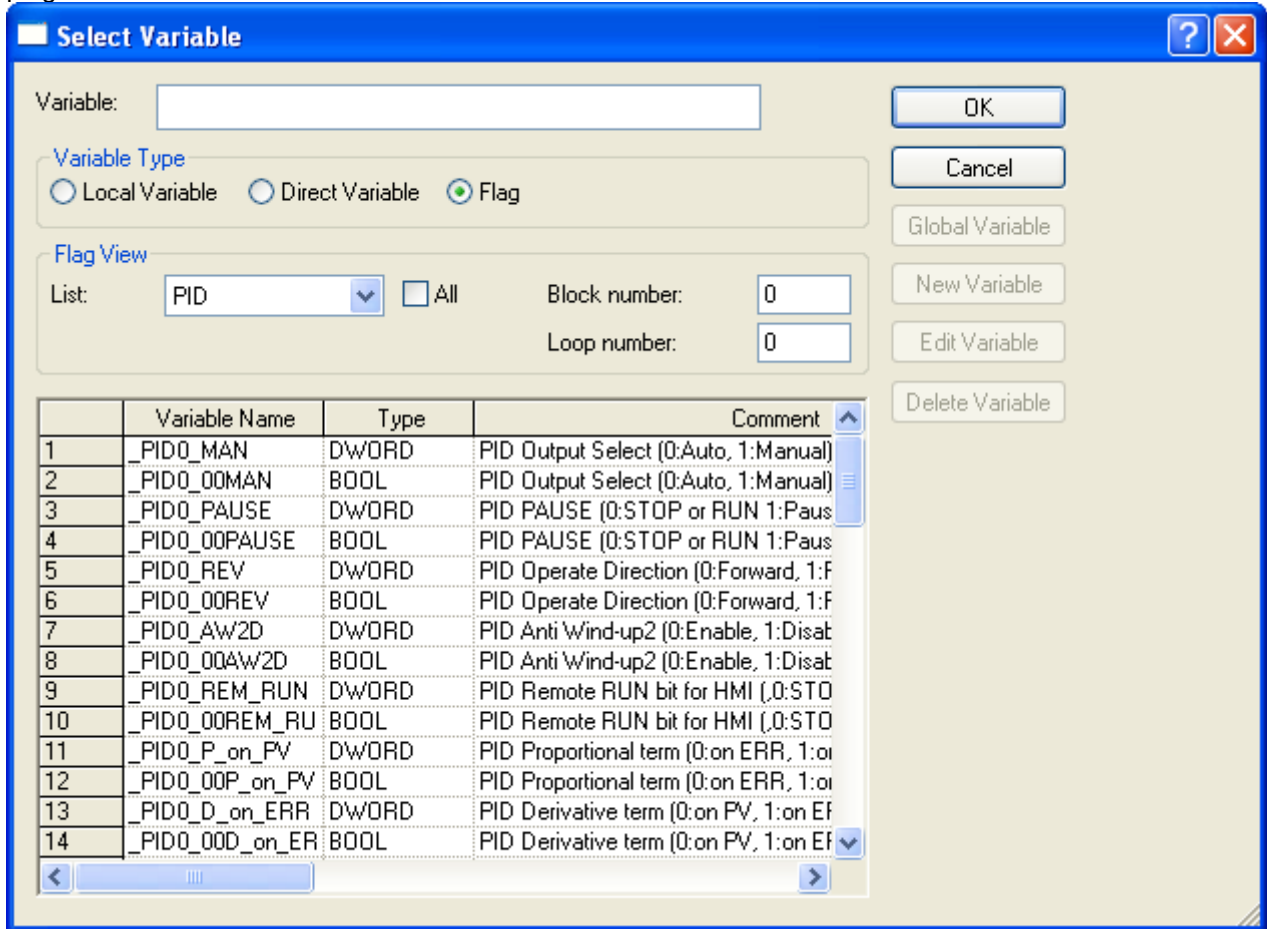 Select Variable
Variable:
OK
Variable Type
Cancel
Local Variable Direct Variable Flag
Global Variable
Flag View
New Variable
List: PID All Block number: 0
Loop number: 0
Edit Variable
Delete Variable
Variable Name Type Comment
1 _PID0_MAN DWORD PID Output Select (0:Auto, 1:Manual)
2 _PID0_00MAN BOOL PID Output Select (0:Auto, 1:Manual)
3 _PID0_PAUSE DWORD PID PAUSE (0:STOP or RUN 1:Paus
4 _PID0_00PAUSE BOOL PID PAUSE (0:STOP or RUN 1:Paus
5 _PID0_REV DWORD PID Operate Direction (0:Forward, 1:
6 _PID0_00REV BOOL PID Operate Direction (0:Forward, 1:
7 _PID0_AW2D DWORD PID Anti Wind-up2 (0:Enable, 1:Disab
8 _PID0_00AW2D BOOL PID Anti Wind-up2 (0:Enable, 1:Disab
9 _PID0_REM_RUN DWORD PID Remote RUN bit for HMI (,0:STO
10 _PID0_00REM_RU BOOL PID Remote RUN bit for HMI (,0:STO
11 _PID0_P_on_PV DWORD PID Proportional term (0:on ERR, 1:o
12 _PID0_00P_on_PV BOOL PID Proportional term (0:on ERR, 1:o
13 _PID0_D_on_ERR DWORD PID Derivative term (0:on PV, 1:on E
14 _PID0_00D_on_ER BOOL PID Derivative term (0:on PV, 1:on E